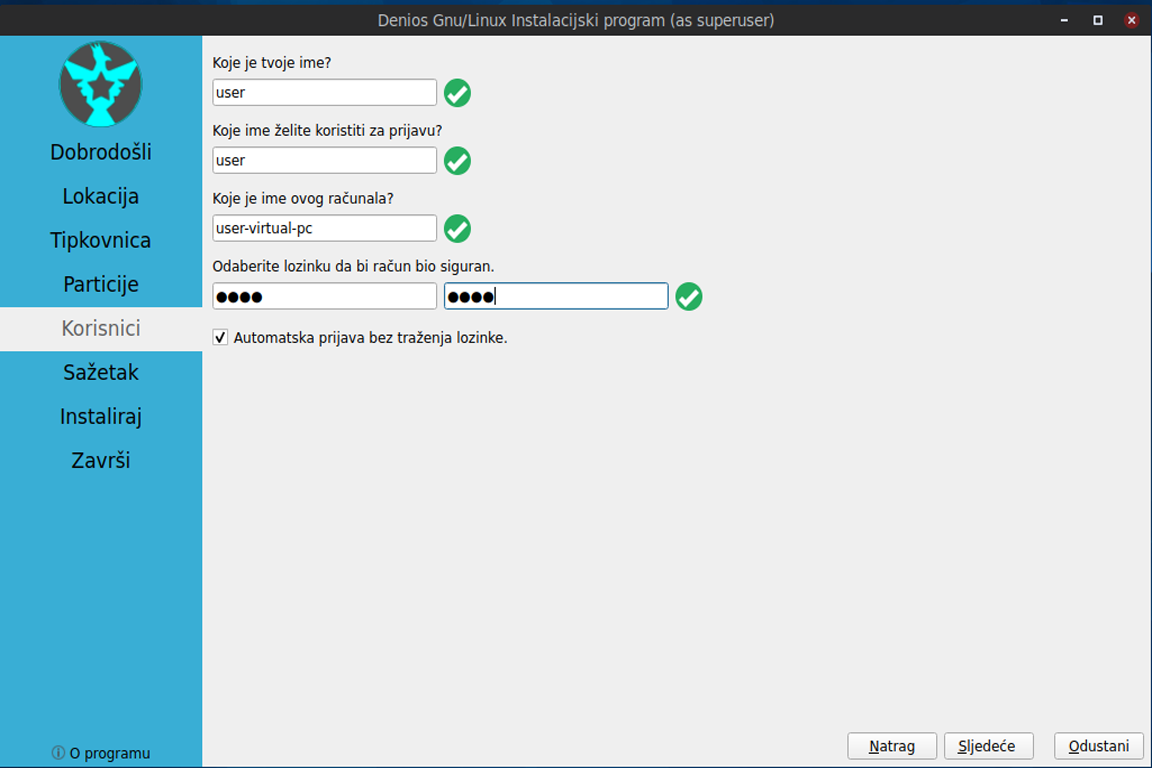 Denios Gnu/Linux Instalacijski program (as superuser)
Dobrodošli
Lokacija
Tipkovnica
Particije
Korisnici
Sažetak
Instaliraj
Završi
O programu
Koje je tvoje ime?
user
Koje ime želite koristiti za prijavu?
user
Koje je ime ovog računala?
user-virtual-pc
Odaberite lozinku da bi račun bio siguran.
●●●● ●●●●
Automatska prijava bez traženja lozinke.
Natrag Sljedeće Odustani